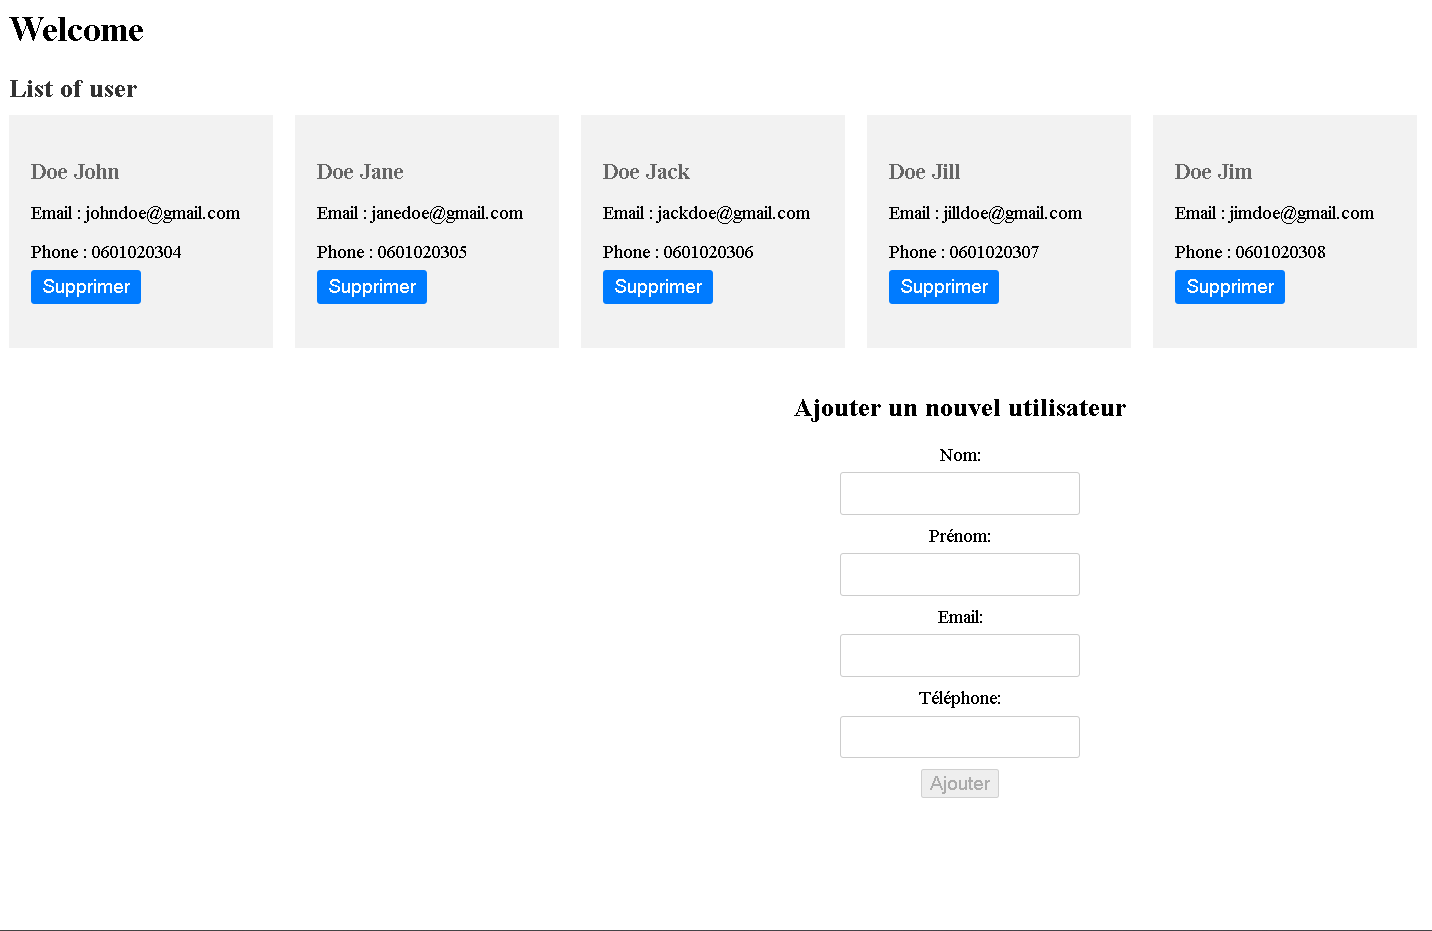 Welcome
List of user
Doe John
Email : johndoe@gmail.com
Phone : 0601020304
Supprimer
Doe Jane
Email : janedoe@gmail.com
Phone : 0601020305
Supprimer
Doe Jack
Email : jackdoe@gmail.com
Phone : 0601020306
Supprimer
Doe Jill
Email : jilldoe@gmail.com
Phone : 0601020307
Supprimer
Doe Jim
Email : jimdoe@gmail.com
Phone : 0601020308
Supprimer
Ajouter un nouvel utilisateur
Nom:
Prénom:
Email:
Téléphone:
Ajouter